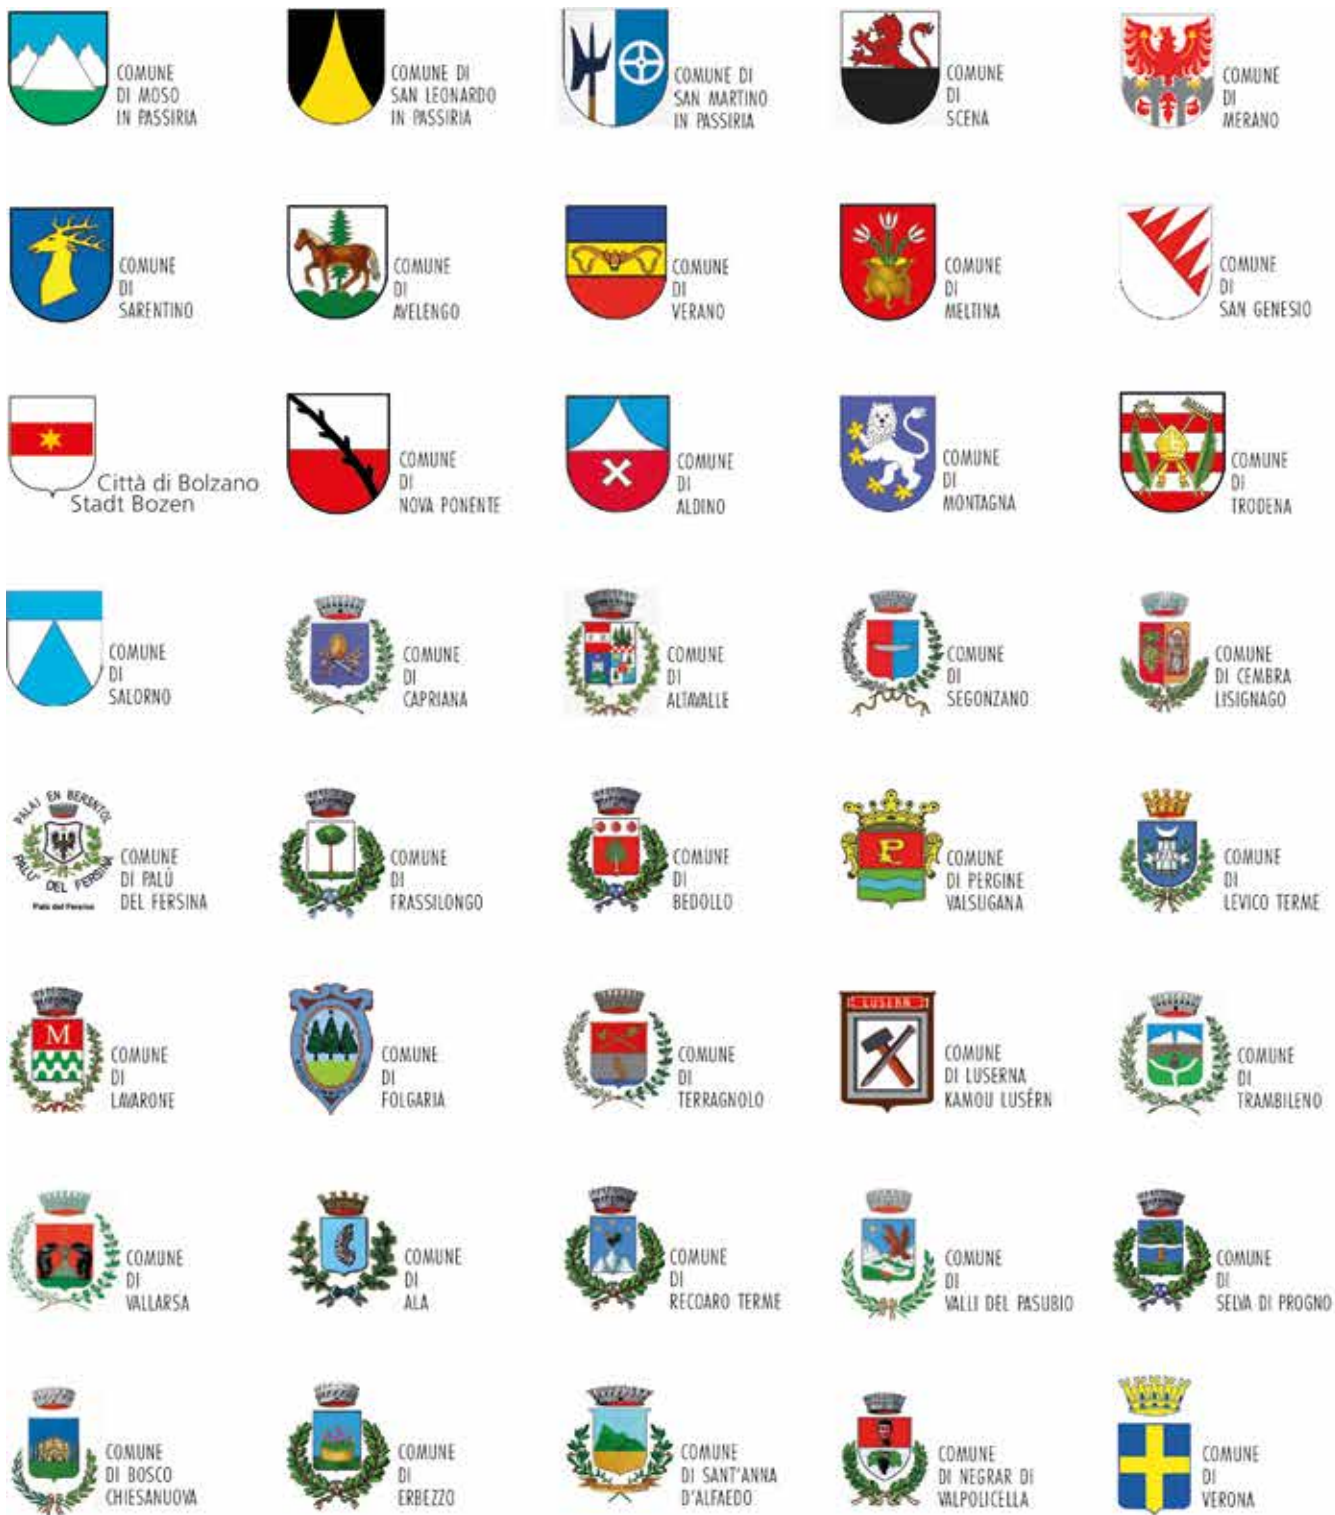 COMUNE
DI MOSO
IN PASSIRIA
COMUNE DI
SAN LEONARDO
IN PASSIRIA
COMUNE DI
SAN MARTINO
IN PASSIRIA
COMUNE
DI
SCENA
COMUNE
DI
MERANO
COMUNE
DI
SARENTINO
COMUNE
DI
AVELENGO
COMUNE
DI
VERANO
COMUNE
DI
MELTINA
COMUNE
DI
SAN GENESIO
Città di Bolzano
Stadt Bozen
COMUNE
DI
NOVA PONENTE
COMUNE
DI
ALDINO
COMUNE
DI
MONTAGNA
COMUNE
DI
TRODENA
COMUNE
DI
SALORNO
COMUNE
DI
CAPRIANA
COMUNE
DI
ALTAVALLE
COMUNE
DI
SEGONZANO
COMUNE
DI CEMBRA
LISIGNAGO
PALAI EN BERSNTOL
PALU' DEL FERSINA
Palù del Fersina
COMUNE
DI PALÙ
DEL FERSINA
COMUNE
DI
FRASSILONGO
COMUNE
DI
BEDOLLO
P
COMUNE
DI PERGINE
VALSUGANA
COMUNE
DI
LEVICO TERME
M
COMUNE
DI
LAVARONE
COMUNE
DI
FOLGARIA
COMUNE
DI
TERRAGNOLO
LUSERN
COMUNE
DI LUSERNA
KAMOU LUSÉRN
COMUNE
DI
TRAMBILENO
COMUNE
DI
VALLARSA
COMUNE
DI
ALA
COMUNE
DI
RECOARO TERME
COMUNE
DI
VALLI DEL PASUBIO
COMUNE
DI
SELVA DI PROGNO
COMUNE
DI BOSCO
CHIESANUOVA
COMUNE
DI
ERBEZZO
COMUNE
DI SANT'ANNA
D'ALFAEDO
COMUNE
DI NEGRAR DI
VALPOLICELLA
COMUNE
DI
VERONA